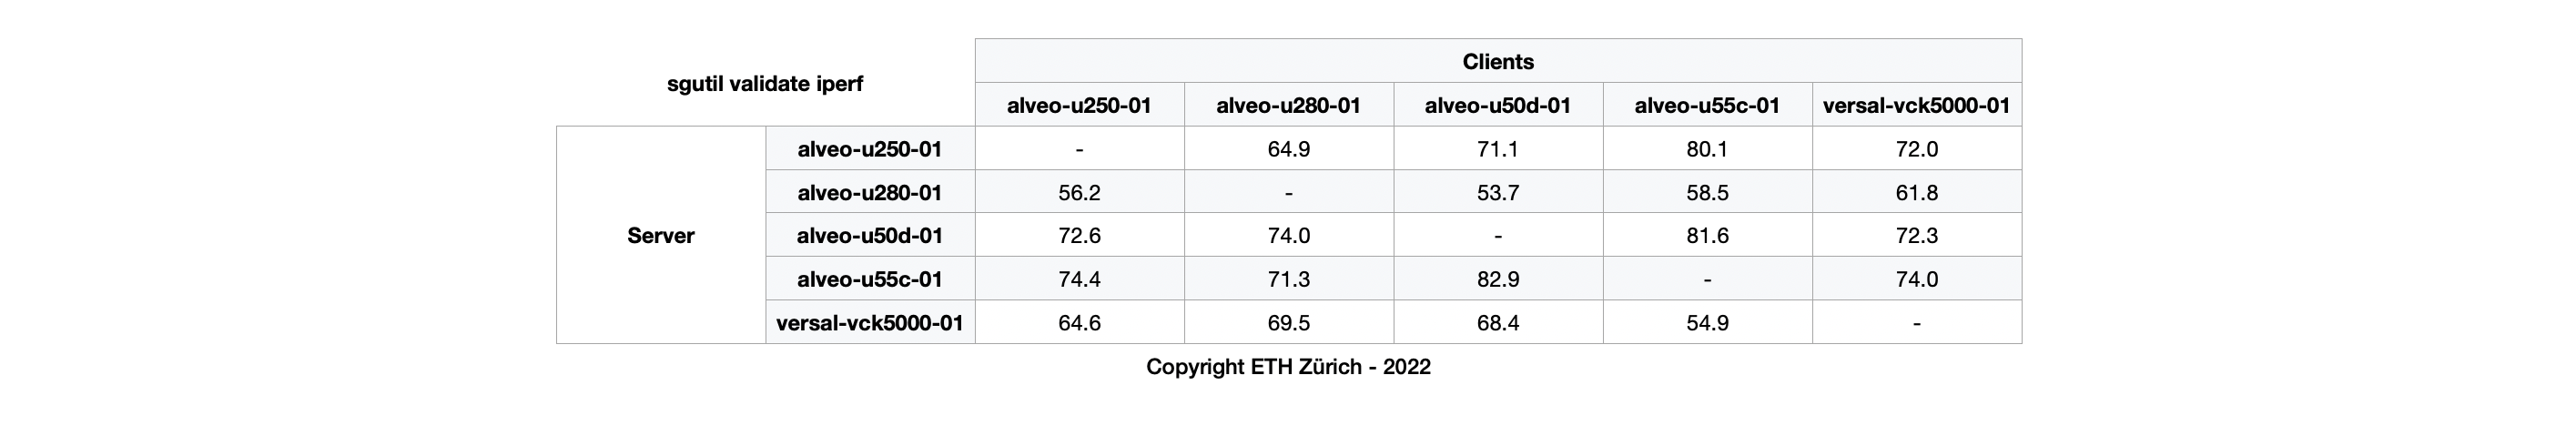 Clients
sgutil validate iperf
alveo-u250-01 alveo-u280-01 alveo-u50d-01 alveo-u55c-01 versal-vck5000-01
alveo-u250-01 - 64.9 71.1 80.1 72.0
alveo-u280-01 56.2 - 53.7 58.5 61.8
Server alveo-u50d-01 72.6 74.0 - 81.6 72.3
alveo-u55c-01 74.4 71.3 82.9 - 74.0
versal-vck5000-01 64.6 69.5 68.4 54.9 -
Copyright ETH Zürich - 2022